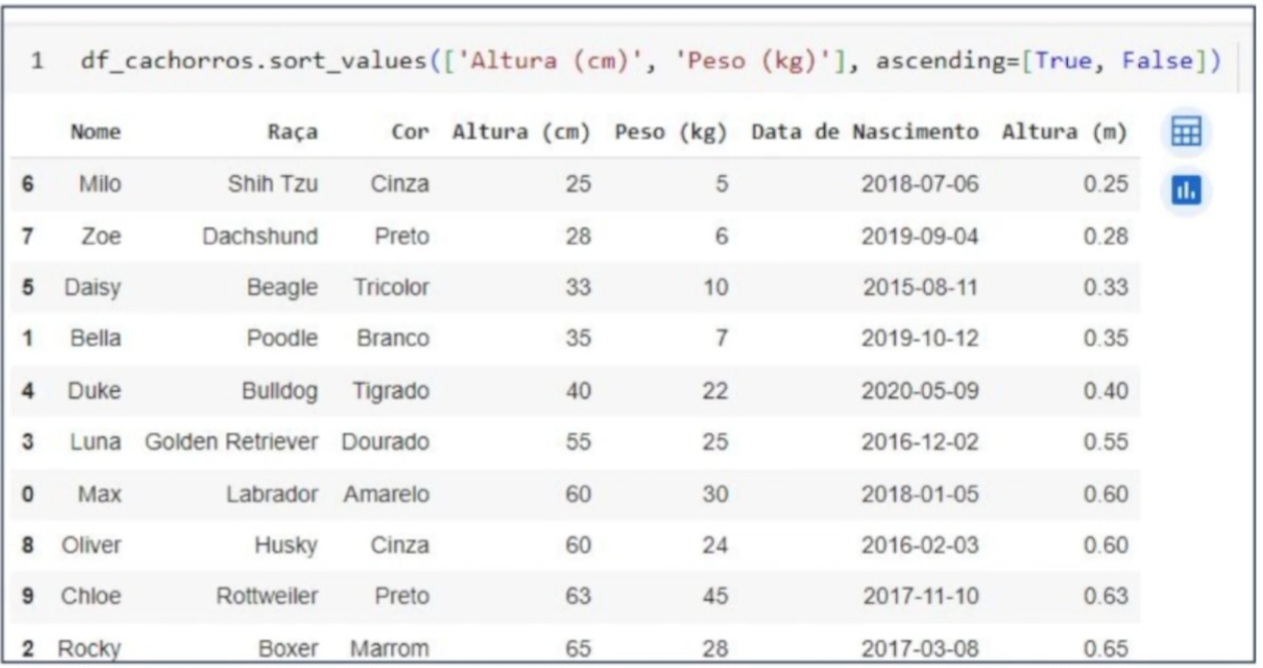 1 df_cachorros.sort_values(['Altura (cm)', 'Peso (kg)'], ascending=[True, False])
Nome Raça Cor Altura (cm) Peso (kg) Data de Nascimento Altura (m)
6 Milo Shih Tzu Cinza 25 5 2018-07-06 0.25
7 Zoe Dachshund Preto 28 6 2019-09-04 0.28
5 Daisy Beagle Tricolor 33 10 2015-08-11 0.33
1 Bella Poodle Branco 35 7 2019-10-12 0.35
4 Duke Bulldog Tigrado 40 22 2020-05-09 0.40
3 Luna Golden Retriever Dourado 55 25 2016-12-02 0.55
0 Max Labrador Amarelo 60 30 2018-01-05 0.60
8 Oliver Husky Cinza 60 24 2016-02-03 0.60
9 Chloe Rottweiler Preto 63 45 2017-11-10 0.63
2 Rocky Boxer Marrom 65 28 2017-03-08 0.65